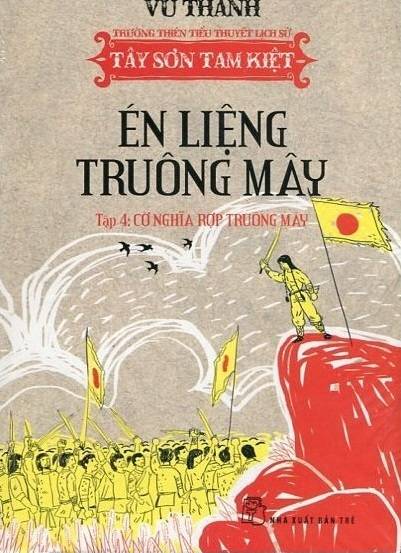 VŨ THANH
TRƯỜNG THIÊN TIỂU THUYẾT LỊCH SỬ
TÂY SƠN TAM KIỆT
ÉN LIỆNG
TRUÔNG MÂY
Tập 4: CỜ NGHĨA RỢP TRUÔNG MÂY
NHÀ XUẤT BẢN TRẺ